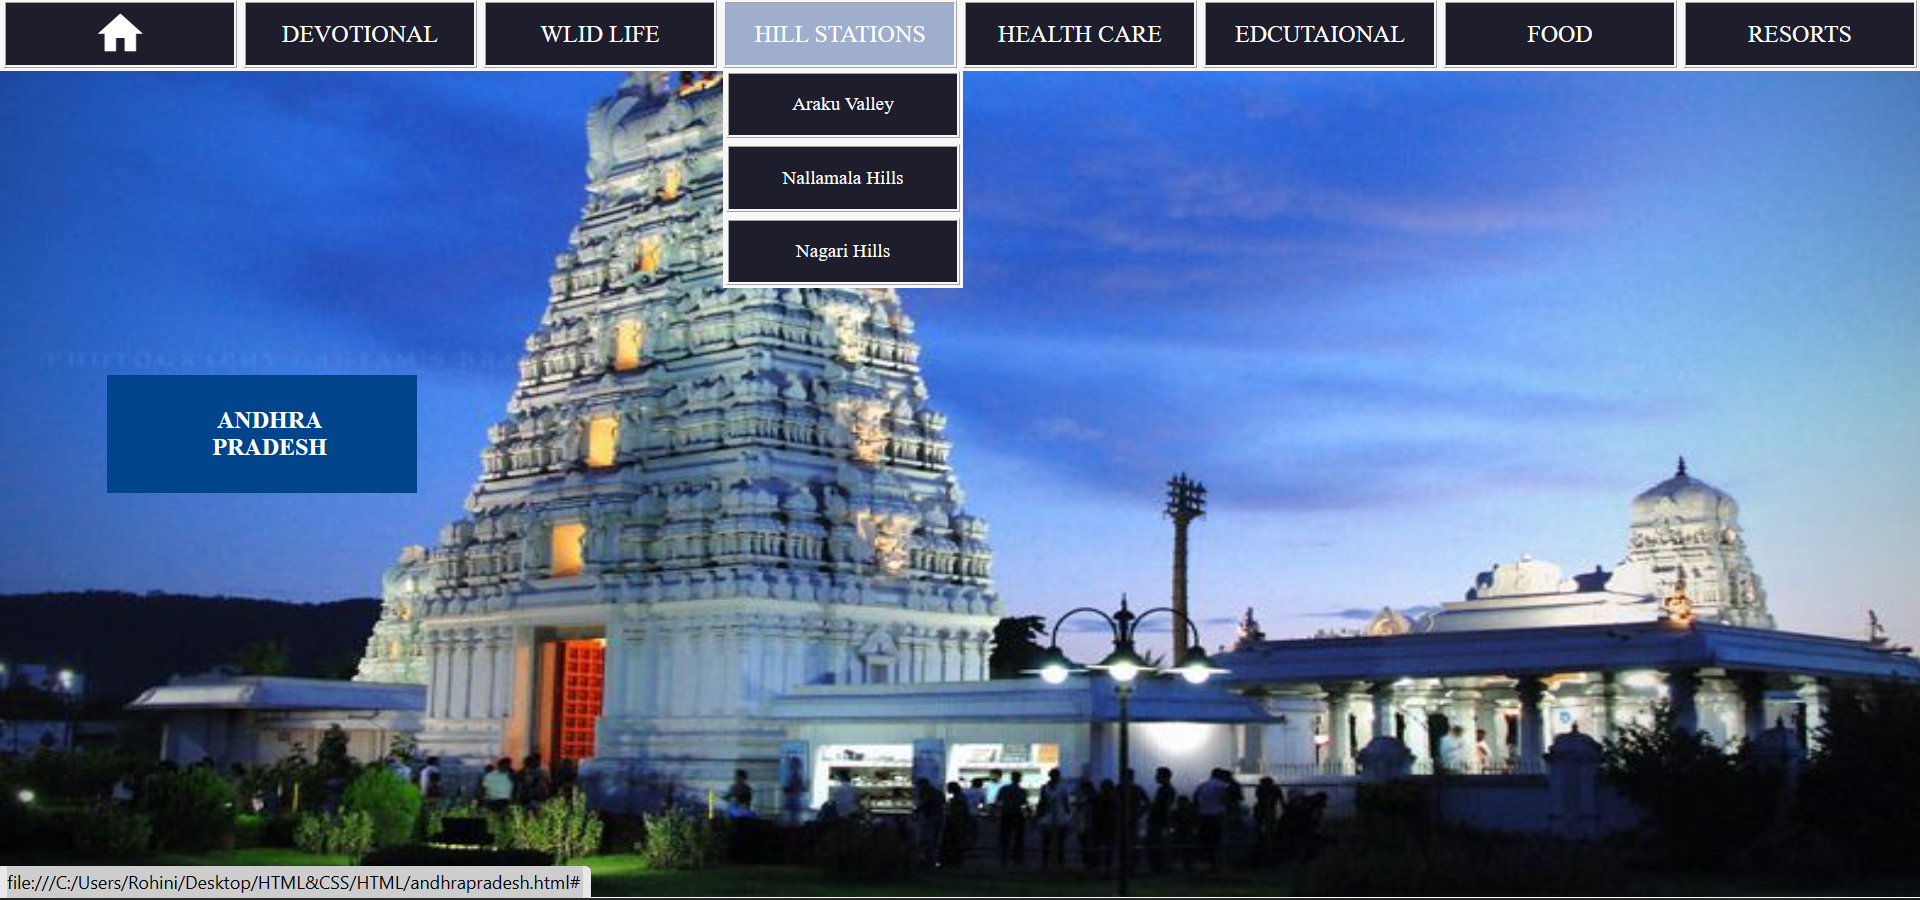 DEVOTIONAL
WLID LIFE
HILL STATIONS
HEALTH CARE
EDCUTAIONAL
FOOD
RESORTS
Araku Valley
Nallamala Hills
Nagari Hills
ANDHRA
PRADESH
file:///C:/Users/Rohini/Desktop/HTML&CSS/HTML/andhrapradesh.html#